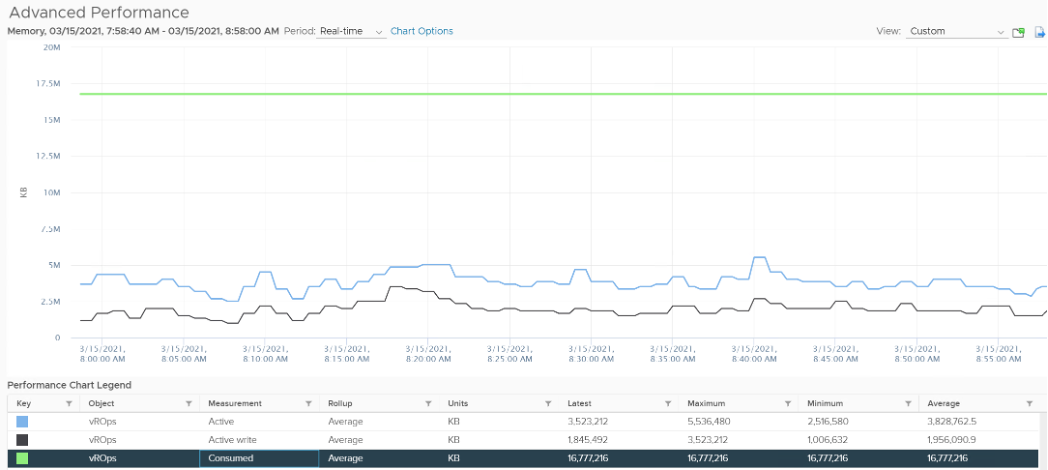 Advanced Performance
Memory, 03/15/2021, 7:58:40 AM - 03/15/2021, 8:58:00 AM Period: Real-time Chart Options View: Custom
20M
17.5M
15M
12.5M
10M
7.5M
5M
2.5M
0
KB
3/15/2021, 3/15/2021, 3/15/2021, 3/15/2021, 3/15/2021, 3/15/2021, 3/15/2021, 3/15/2021, 3/15/2021, 3/15/2021, 3/15/2021, 3/15/2021,
8:00:00 AM 8:05:00 AM 8:10:00 AM 8:15:00 AM 8:20:00 AM 8:25:00 AM 8:30:00 AM 8:35:00 AM 8:40:00 AM 8:45:00 AM 8:50:00 AM 8:55:00 AM
Performance Chart Legend
Key Object Measurement Rollup Units Latest Maximum Minimum Average
vROps Active Average KB 3,523,212 5,536,480 2,516,580 3,828,762.5
vROps Active write Average KB 1,845,492 3,523,212 1,006,632 1,956,090.9
vROps Consumed Average KB 16,777,216 16,777,216 16,777,216 16,777,216